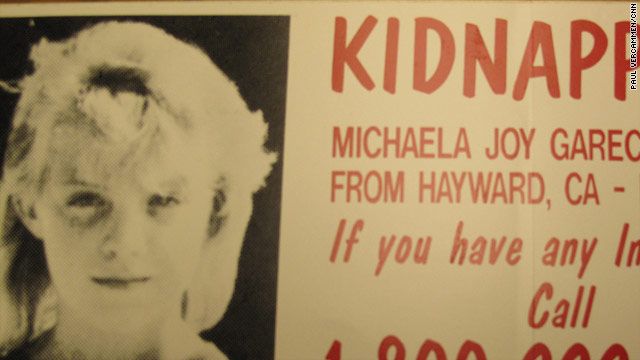 KIDNAPP
MICHAELA JOY GAREC
FROM HAYWARD, CA -
If you have any In
Call
PAUL VERCAMMEN/CNN